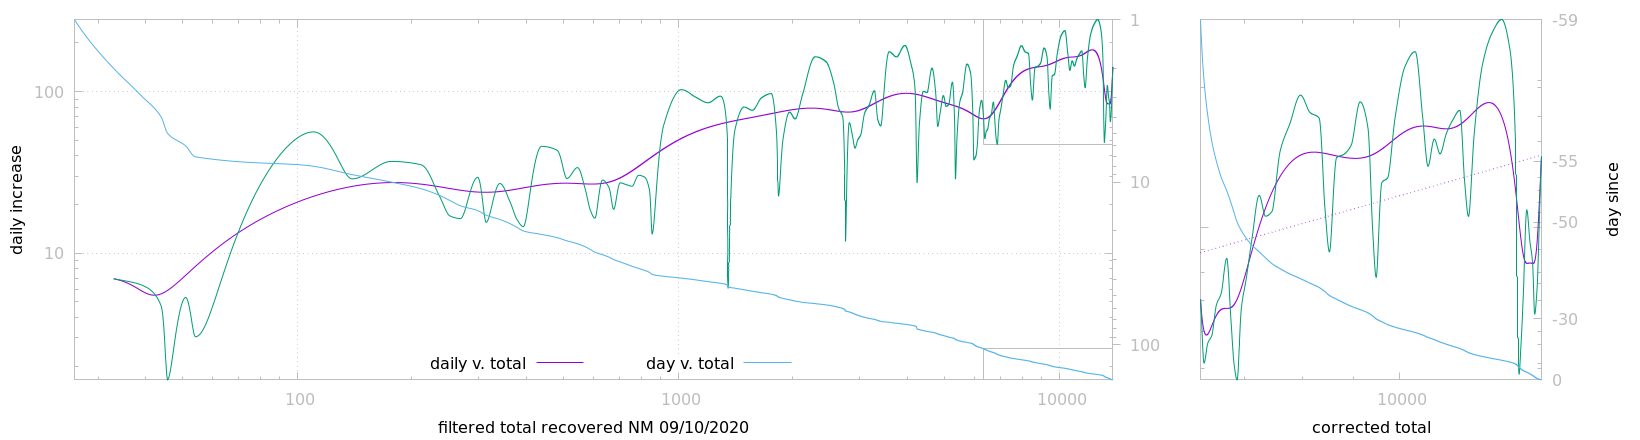 daily increase
100
10
daily v. total
day v. total
100
1000
10000
filtered total recovered NM 09/10/2020
1
10
100
10000
corrected total
-59
-55
-50
-30
0
day since